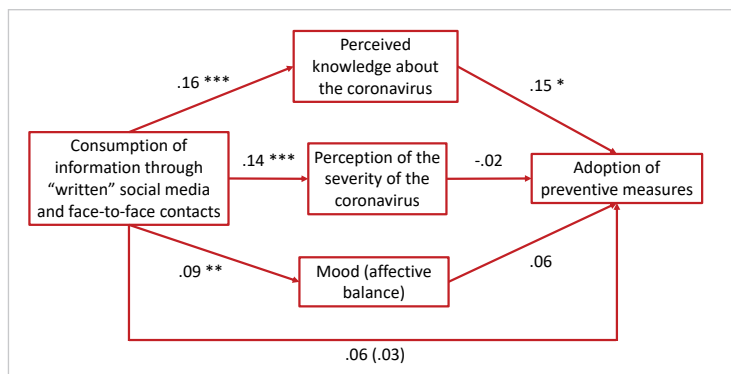 Perceived
knowledge about
the coronavirus
.16 ***
.15 *
Consumption of
information through
“written” social media
and face-to-face contacts
.14 ***
Perception of the
severity of the
coronavirus
-.02
Adoption of
preventive measures
.09 **
Mood (affective
balance)
.06
.06 (.03)